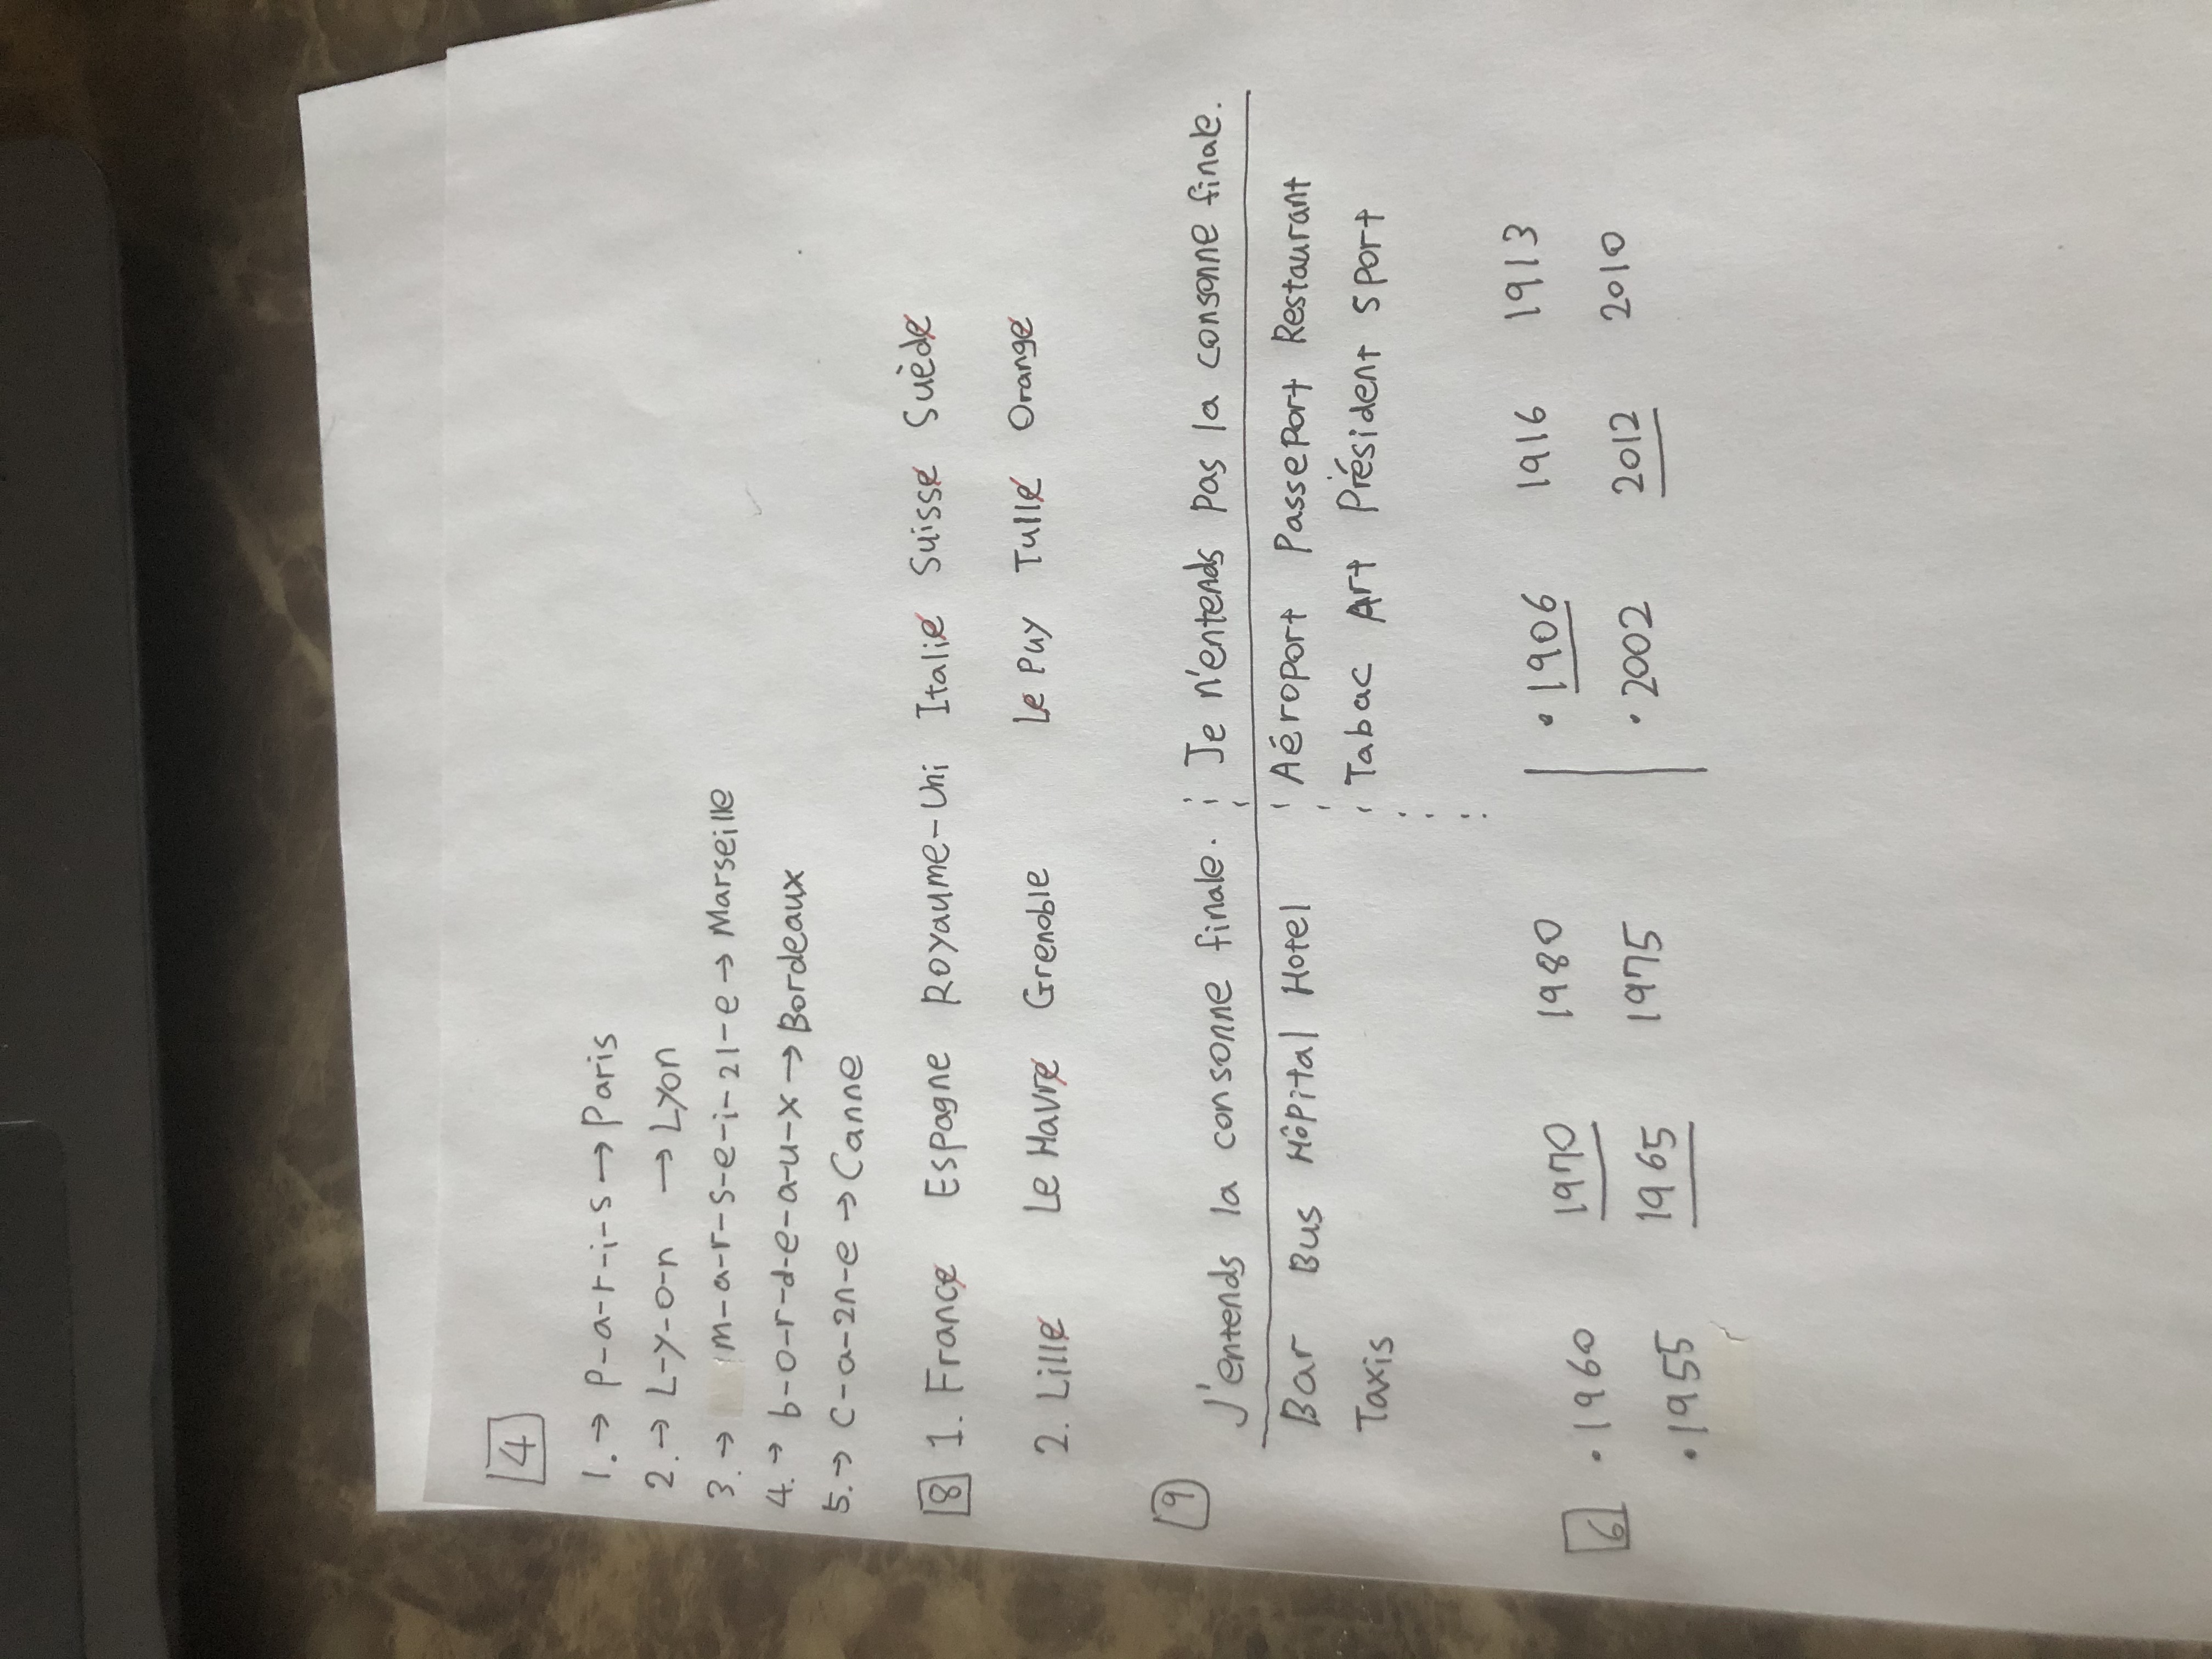 4
1. → P-a-r-i-s → Paris
2. → L-y-o-n → Lyon
3. → m-a-r-s-e-i-2l-e → Marseille
4. → b-o-r-d-e-a-u-x → Bordeaux
5. → c-a-2n-e → Canne
8 1. France Espagne Royaume-Uni Italie Suisse Suède
2. Lille Le Havre Grenoble Le Puy Tulle Orange
9
J'entends la consonne finale. Je n'entends pas la consonne finale.
Bar Bus Hôpital Hotel Aéroport Passeport Restaurant
Taxis Tabac Art Président Sport
6 • 1960 1970 1980 • 1906 1916 1913
• 1955 1965 1975 • 2002 2012 2010